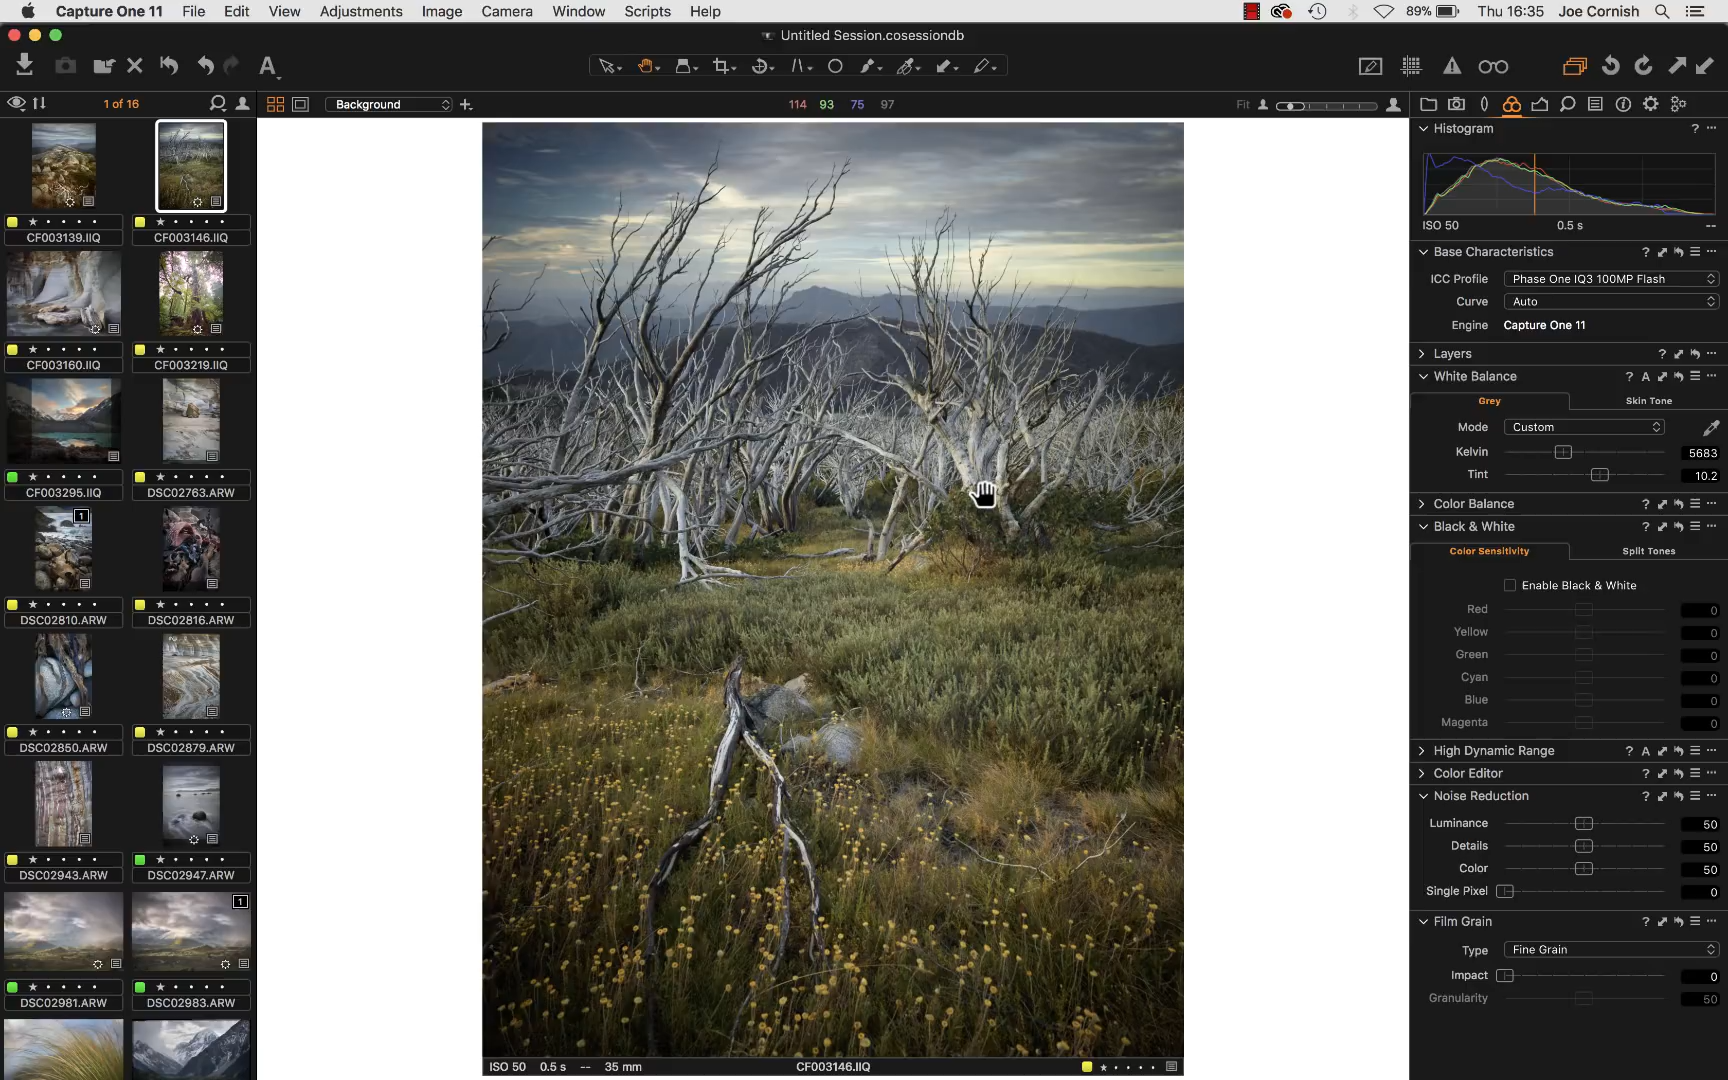 Capture One 11 File Edit View Adjustments Image Camera Window Scripts Help 89% Thu 16:35 Joe Cornish
Untitled Session.cosessiondb
A
1 of 16 Background 114 93 75 97 Fit
CF003139.IIQ CF003146.IIQ
CF003160.IIQ CF003219.IIQ
CF003295.IIQ DSC02763.ARW
1
DSC02810.ARW DSC02816.ARW
DSC02850.ARW DSC02879.ARW
DSC02943.ARW DSC02947.ARW
1
DSC02981.ARW DSC02983.ARW
ISO 50 0.5 s -- 35 mm CF003146.IIQ
Histogram ? ...
ISO 50 0.5 s --
Base Characteristics ? ...
ICC Profile Phase One IQ3 100MP Flash
Curve Auto
Engine Capture One 11
Layers ? ...
White Balance ? A ...
Grey Skin Tone
Mode Custom
Kelvin 5683
Tint 10.2
Color Balance ? ...
Black & White ? ...
Color Sensitivity Split Tones
Enable Black & White
Red 0
Yellow 0
Green 0
Cyan 0
Blue 0
Magenta 0
High Dynamic Range ? A ...
Color Editor ? ...
Noise Reduction ? ...
Luminance 50
Details 50
Color 50
Single Pixel 0
Film Grain ? ...
Type Fine Grain
Impact 0
Granularity 50